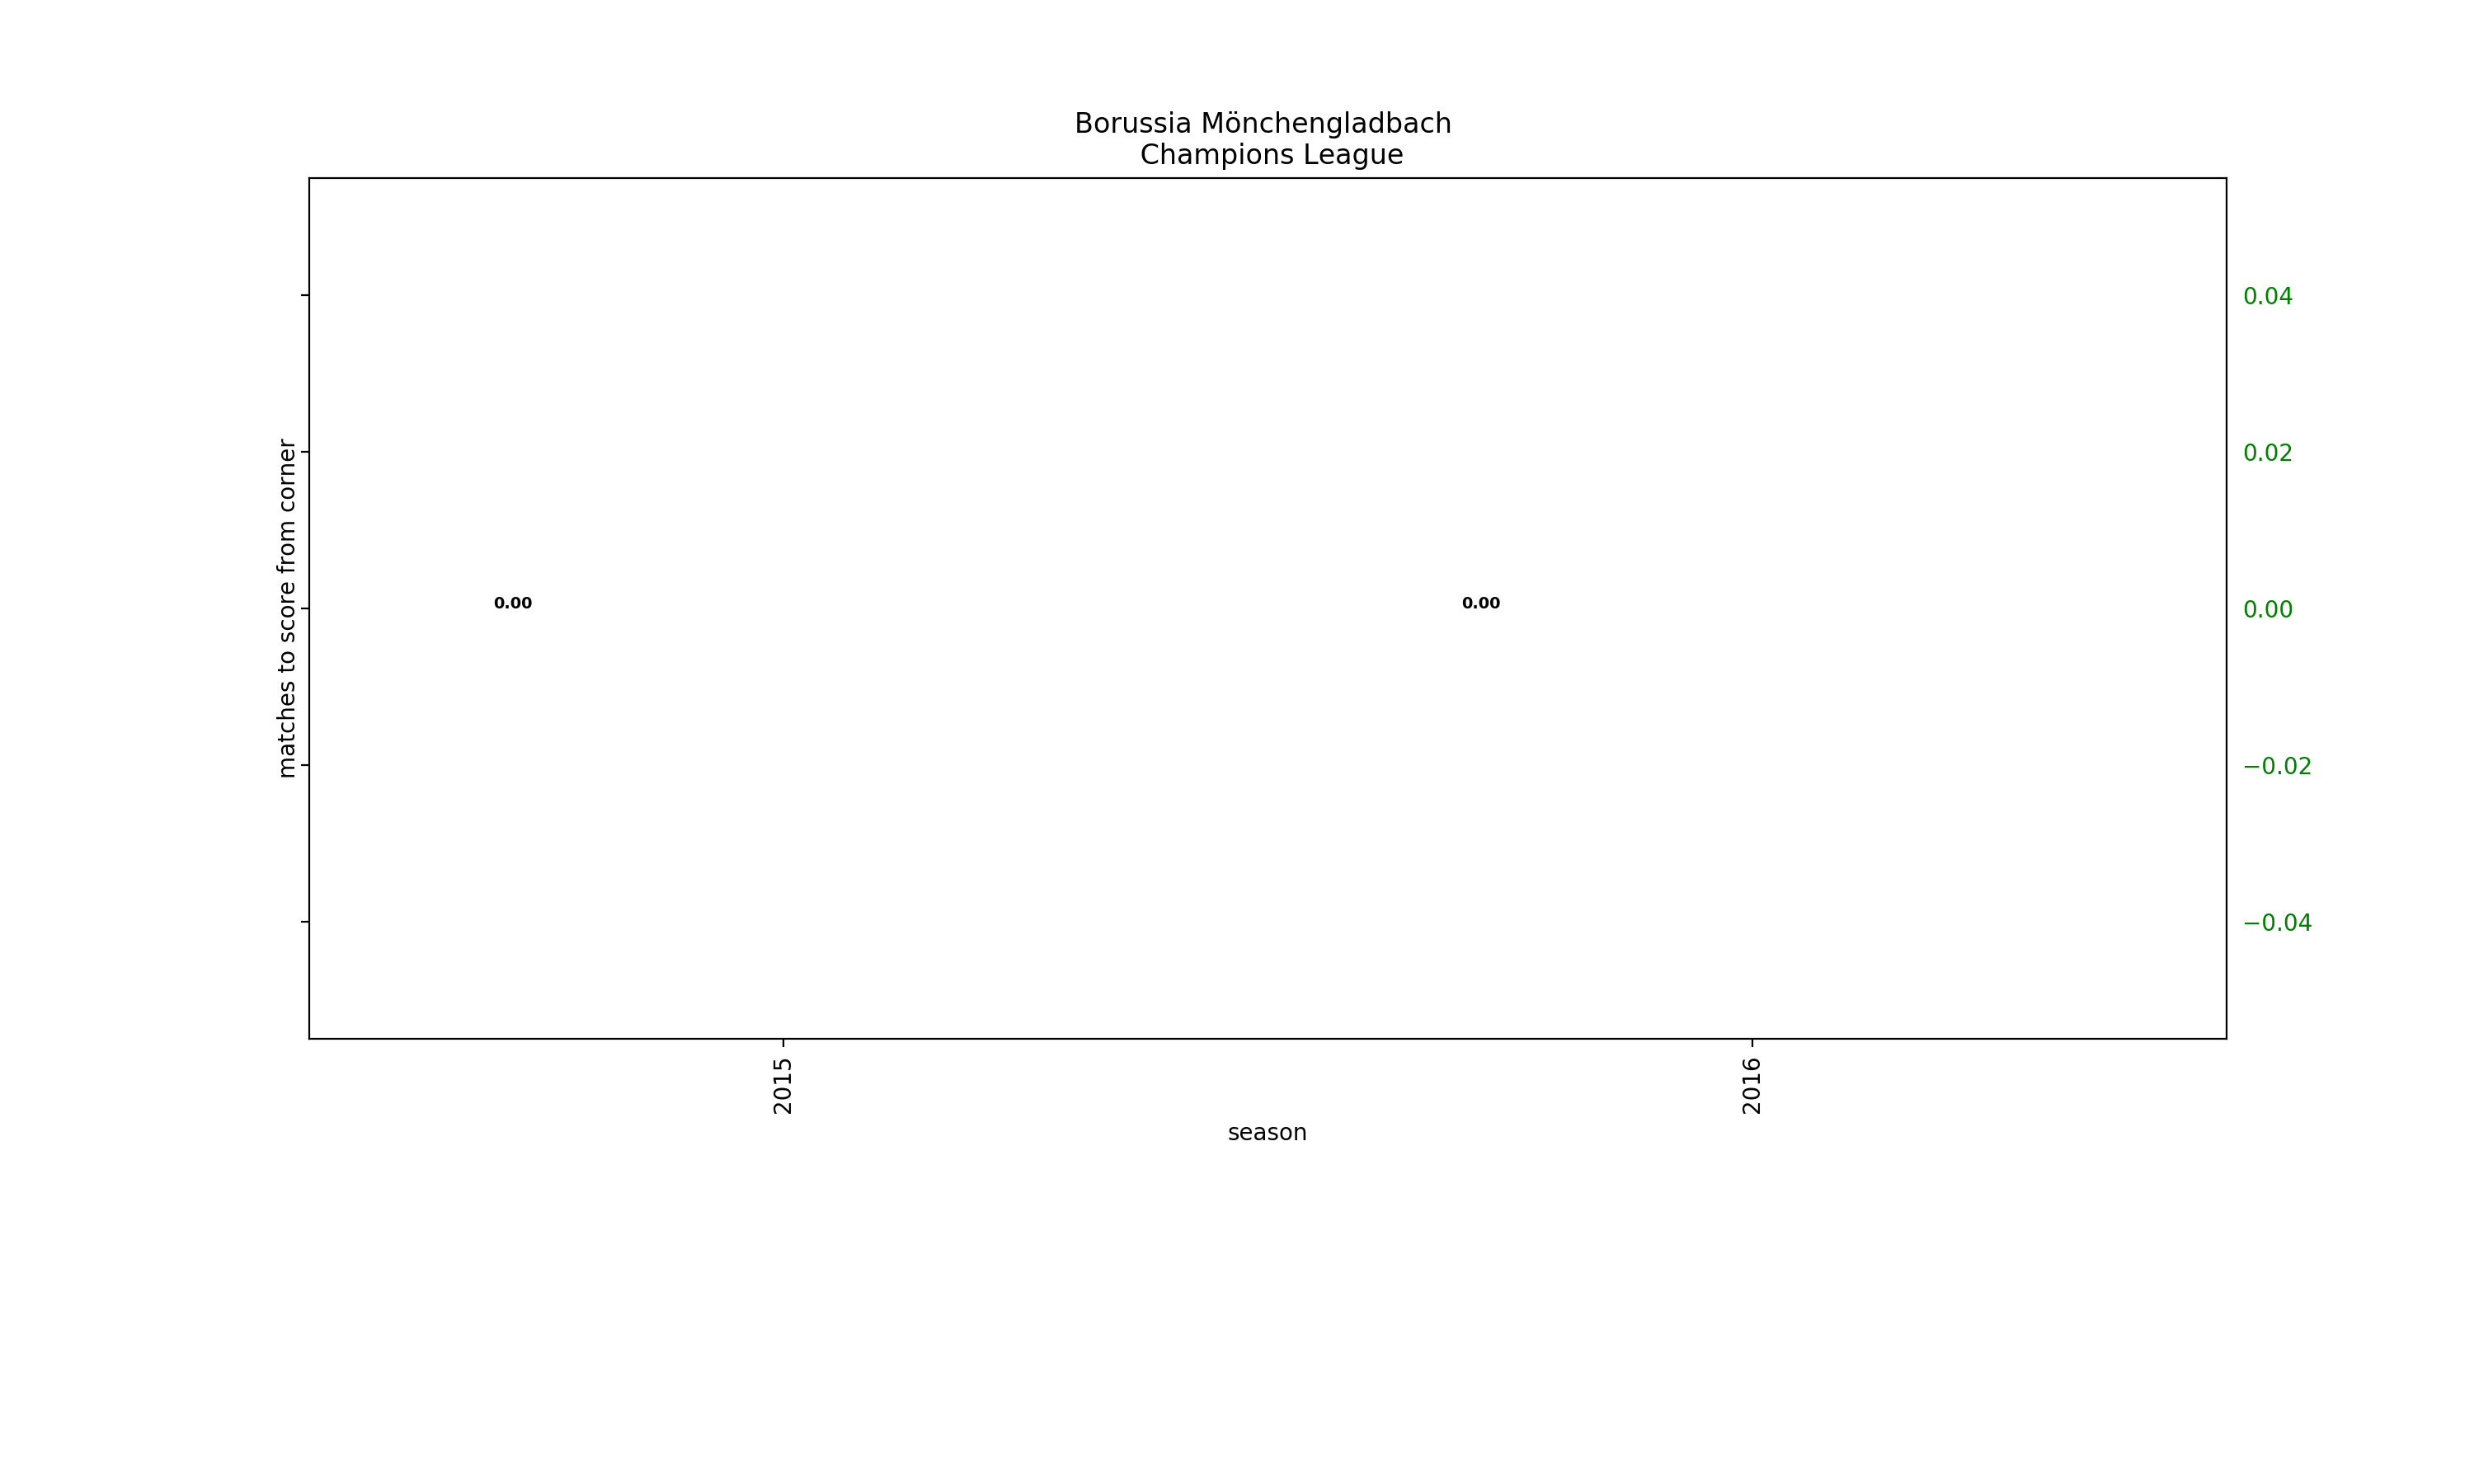 Borussia Mönchengladbach
Champions League
matches to score from corner
0.04
0.02
0.00
−0.02
−0.04
0.00
0.00
2015
2016
season